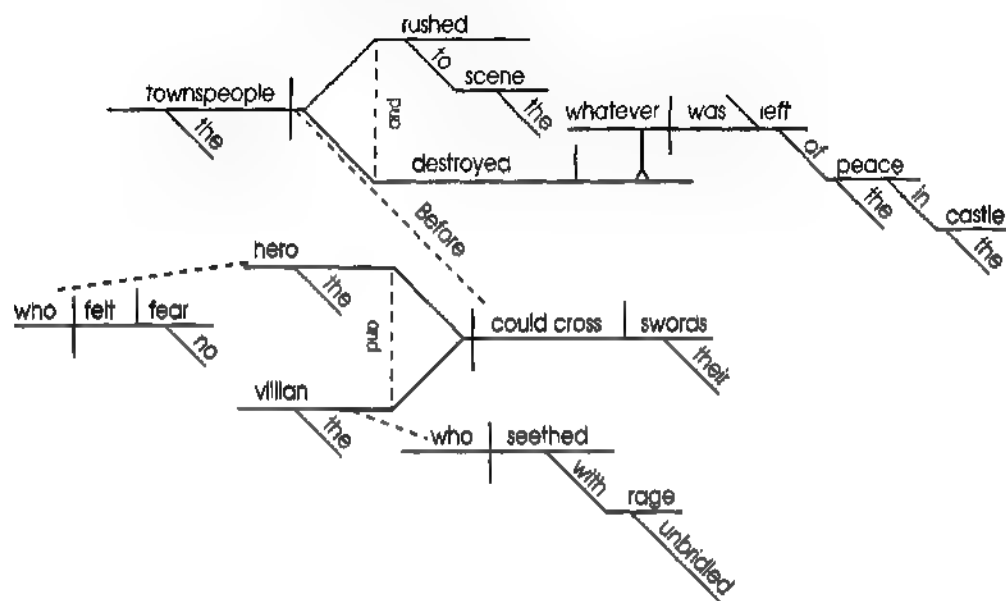 rushed
to
scene
the
townspeople
the
and
whatever was left
of
peace
the
in
castle
the
destroyed
Before
hero
the
who felt fear
no
and
could cross swords
their
villian
the
who seethed
with
rage
unbridled